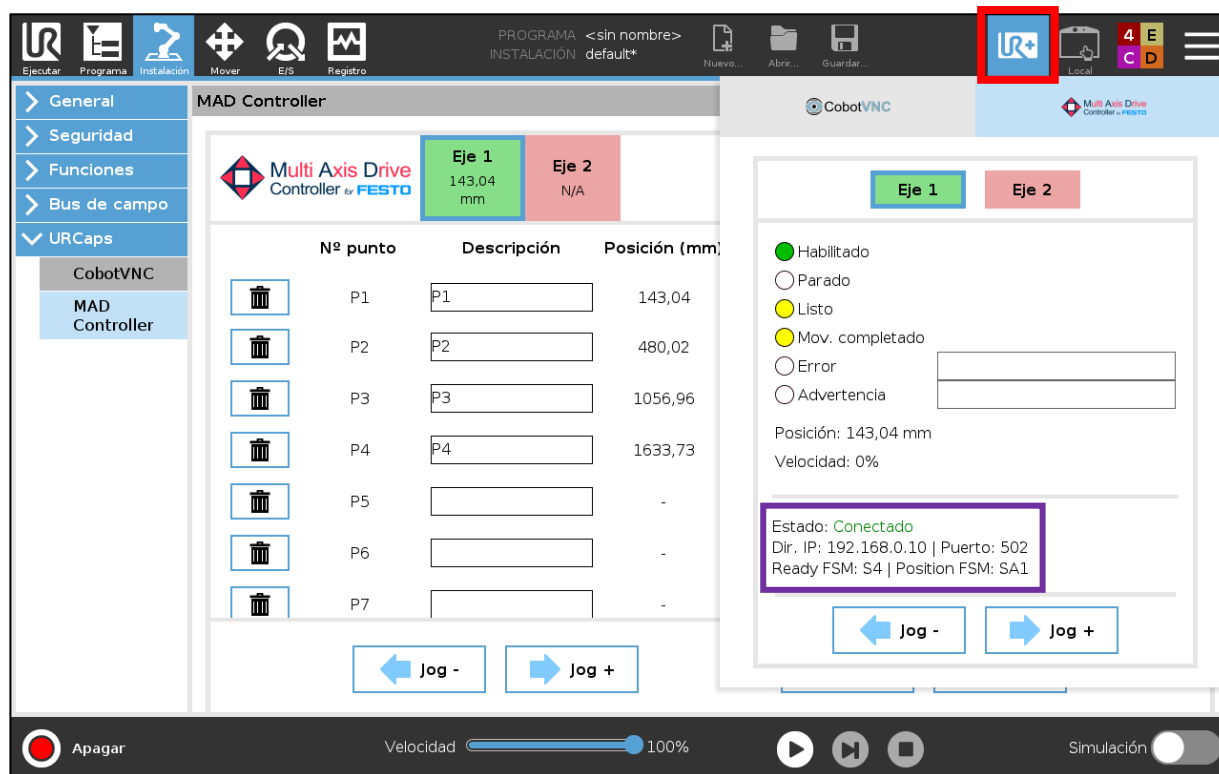 PROGRAMA <sin nombre>
INSTALACIÓN default*
Ejecutar
Programa
Instalación
Mover
E/S
Registro
Nuevo...
Abrir...
Guardar...
UR+
Local
4 E
C D
General
Seguridad
Funciones
Bus de campo
URCaps
CobotVNC
MAD
Controller
MAD Controller
Multi Axis Drive
Controller for FESTO
Eje 1
143,04
mm
Eje 2
N/A
Nº punto Descripción Posición (mm)
P1 P1 143,04
P2 P2 480,02
P3 P3 1056,96
P4 P4 1633,73
P5 -
P6 -
P7 -
Jog -
Jog +
CobotVNC
Multi Axis Drive
Controller for FESTO
Eje 1
Eje 2
Habilitado
Parado
Listo
Mov. completado
Error
Advertencia
Posición: 143,04 mm
Velocidad: 0%
Estado: Conectado
Dir. IP: 192.168.0.10 | Puerto: 502
Ready FSM: S4 | Position FSM: SA1
Jog -
Jog +
Apagar
Velocidad 100%
Simulación